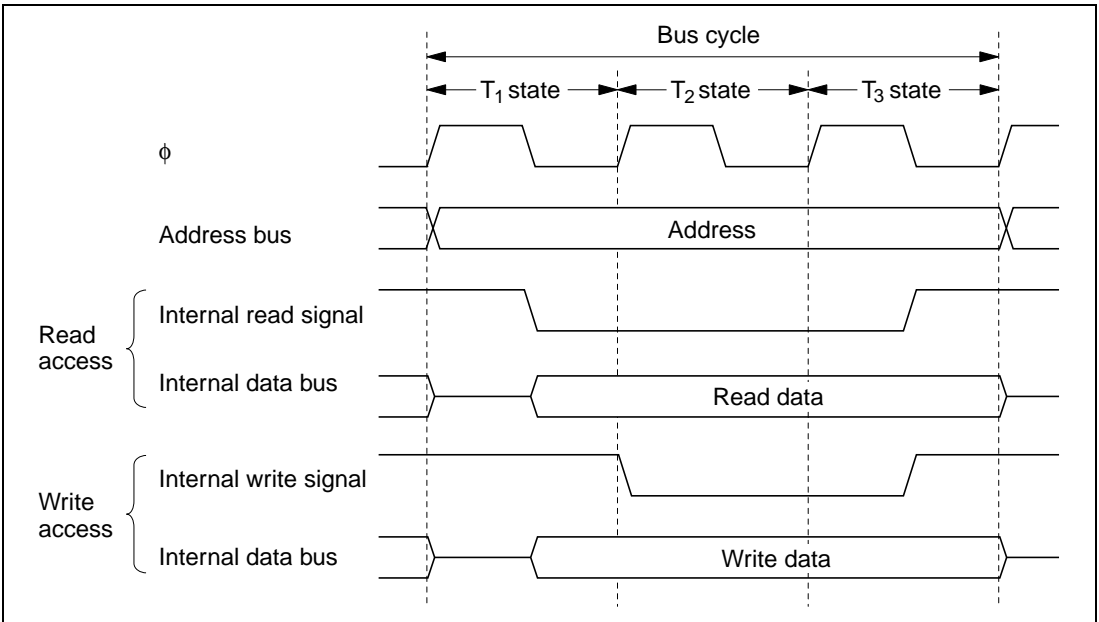 Bus cycle
T₁ state
T₂ state
T₃ state
ϕ
Address bus
Address
Read access
Internal read signal
Internal data bus
Read data
Write access
Internal write signal
Internal data bus
Write data